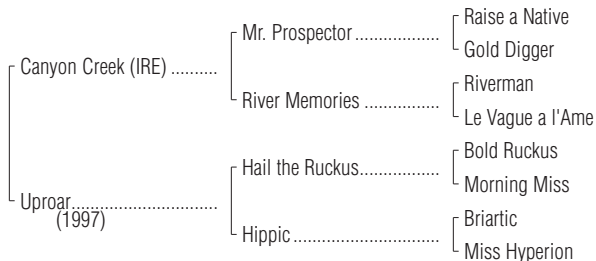 Raise a Native
Mr. Prospector ..................
Gold Digger
Canyon Creek (IRE) ..........
Riverman
River Memories ................
Le Vague a l'Ame
Bold Ruckus
Hail the Ruckus.................
Morning Miss
Uproar...............................
(1997)
Briartic
Hippic ...............................
Miss Hyperion